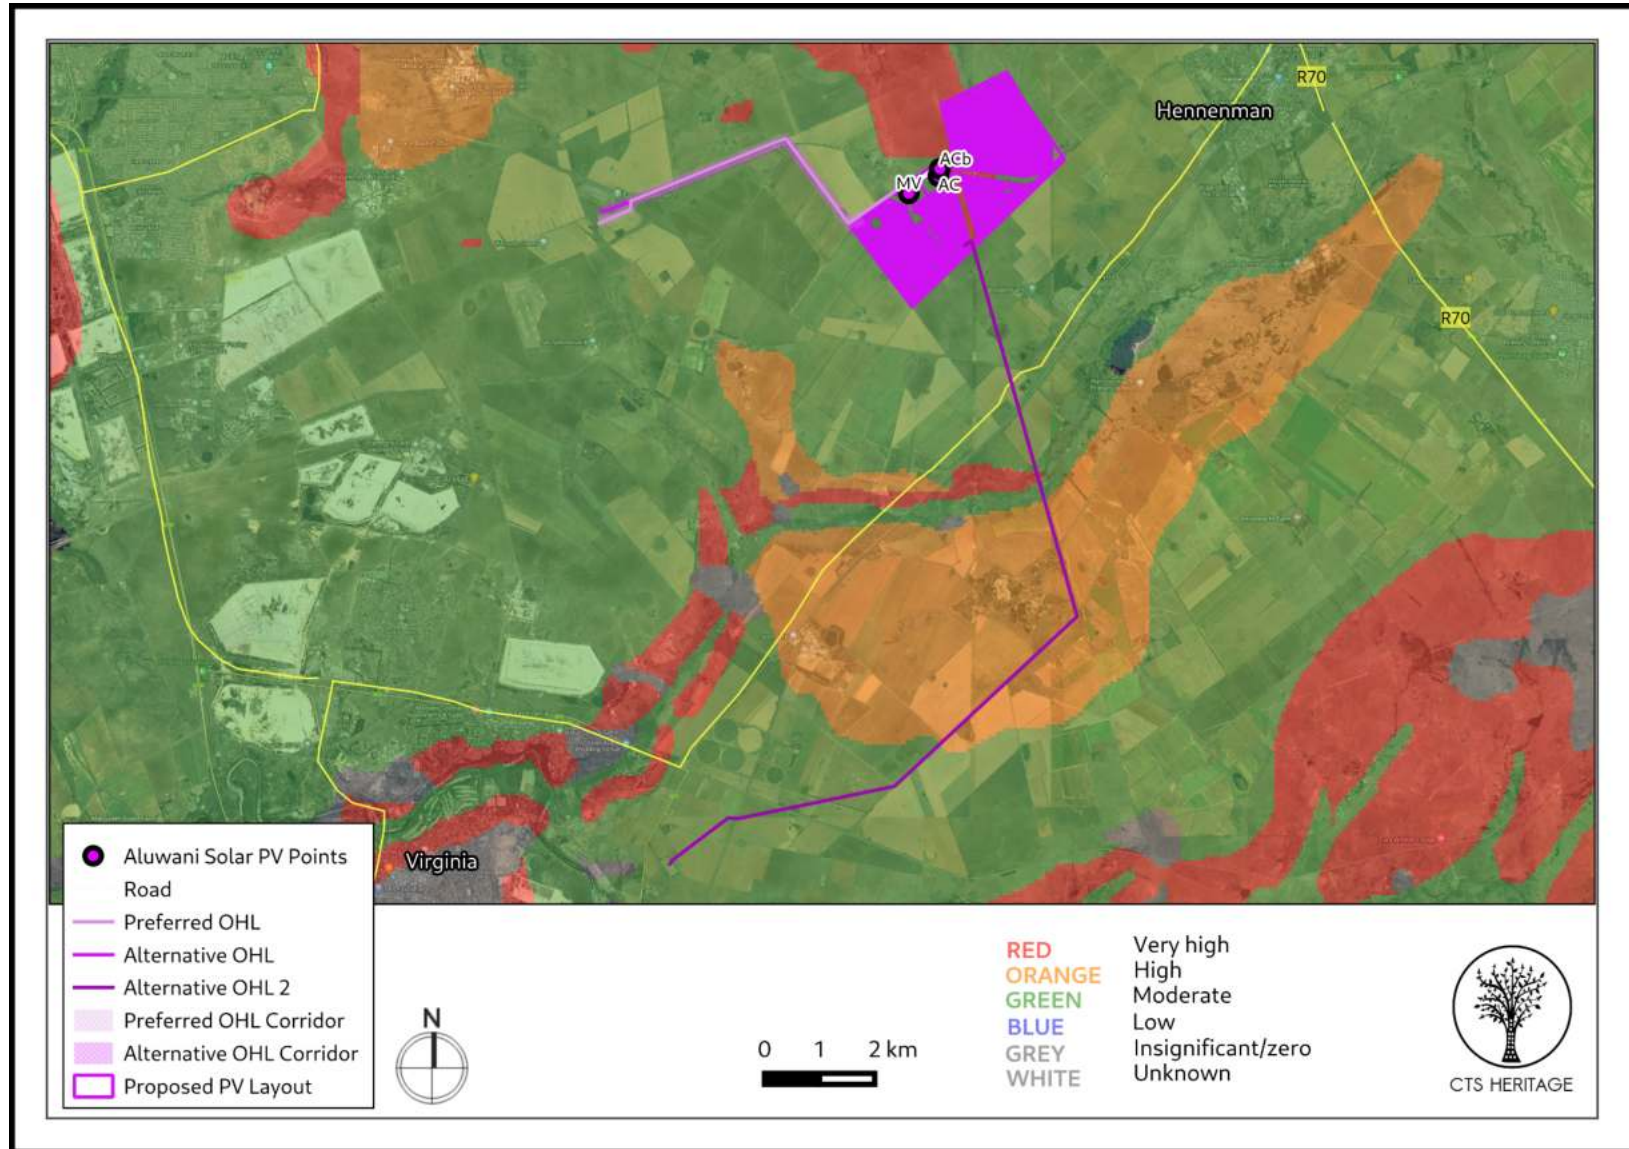 R70
Hennenman
ACb
MV
AC
R70
Virginia
Aluwani Solar PV Points
Road
Preferred OHL
Alternative OHL
Alternative OHL 2
Preferred OHL Corridor
Alternative OHL Corridor
Proposed PV Layout
N
0 1 2 km
RED Very high
ORANGE High
GREEN Moderate
BLUE Low
GREY Insignificant/zero
WHITE Unknown
CTS HERITAGE